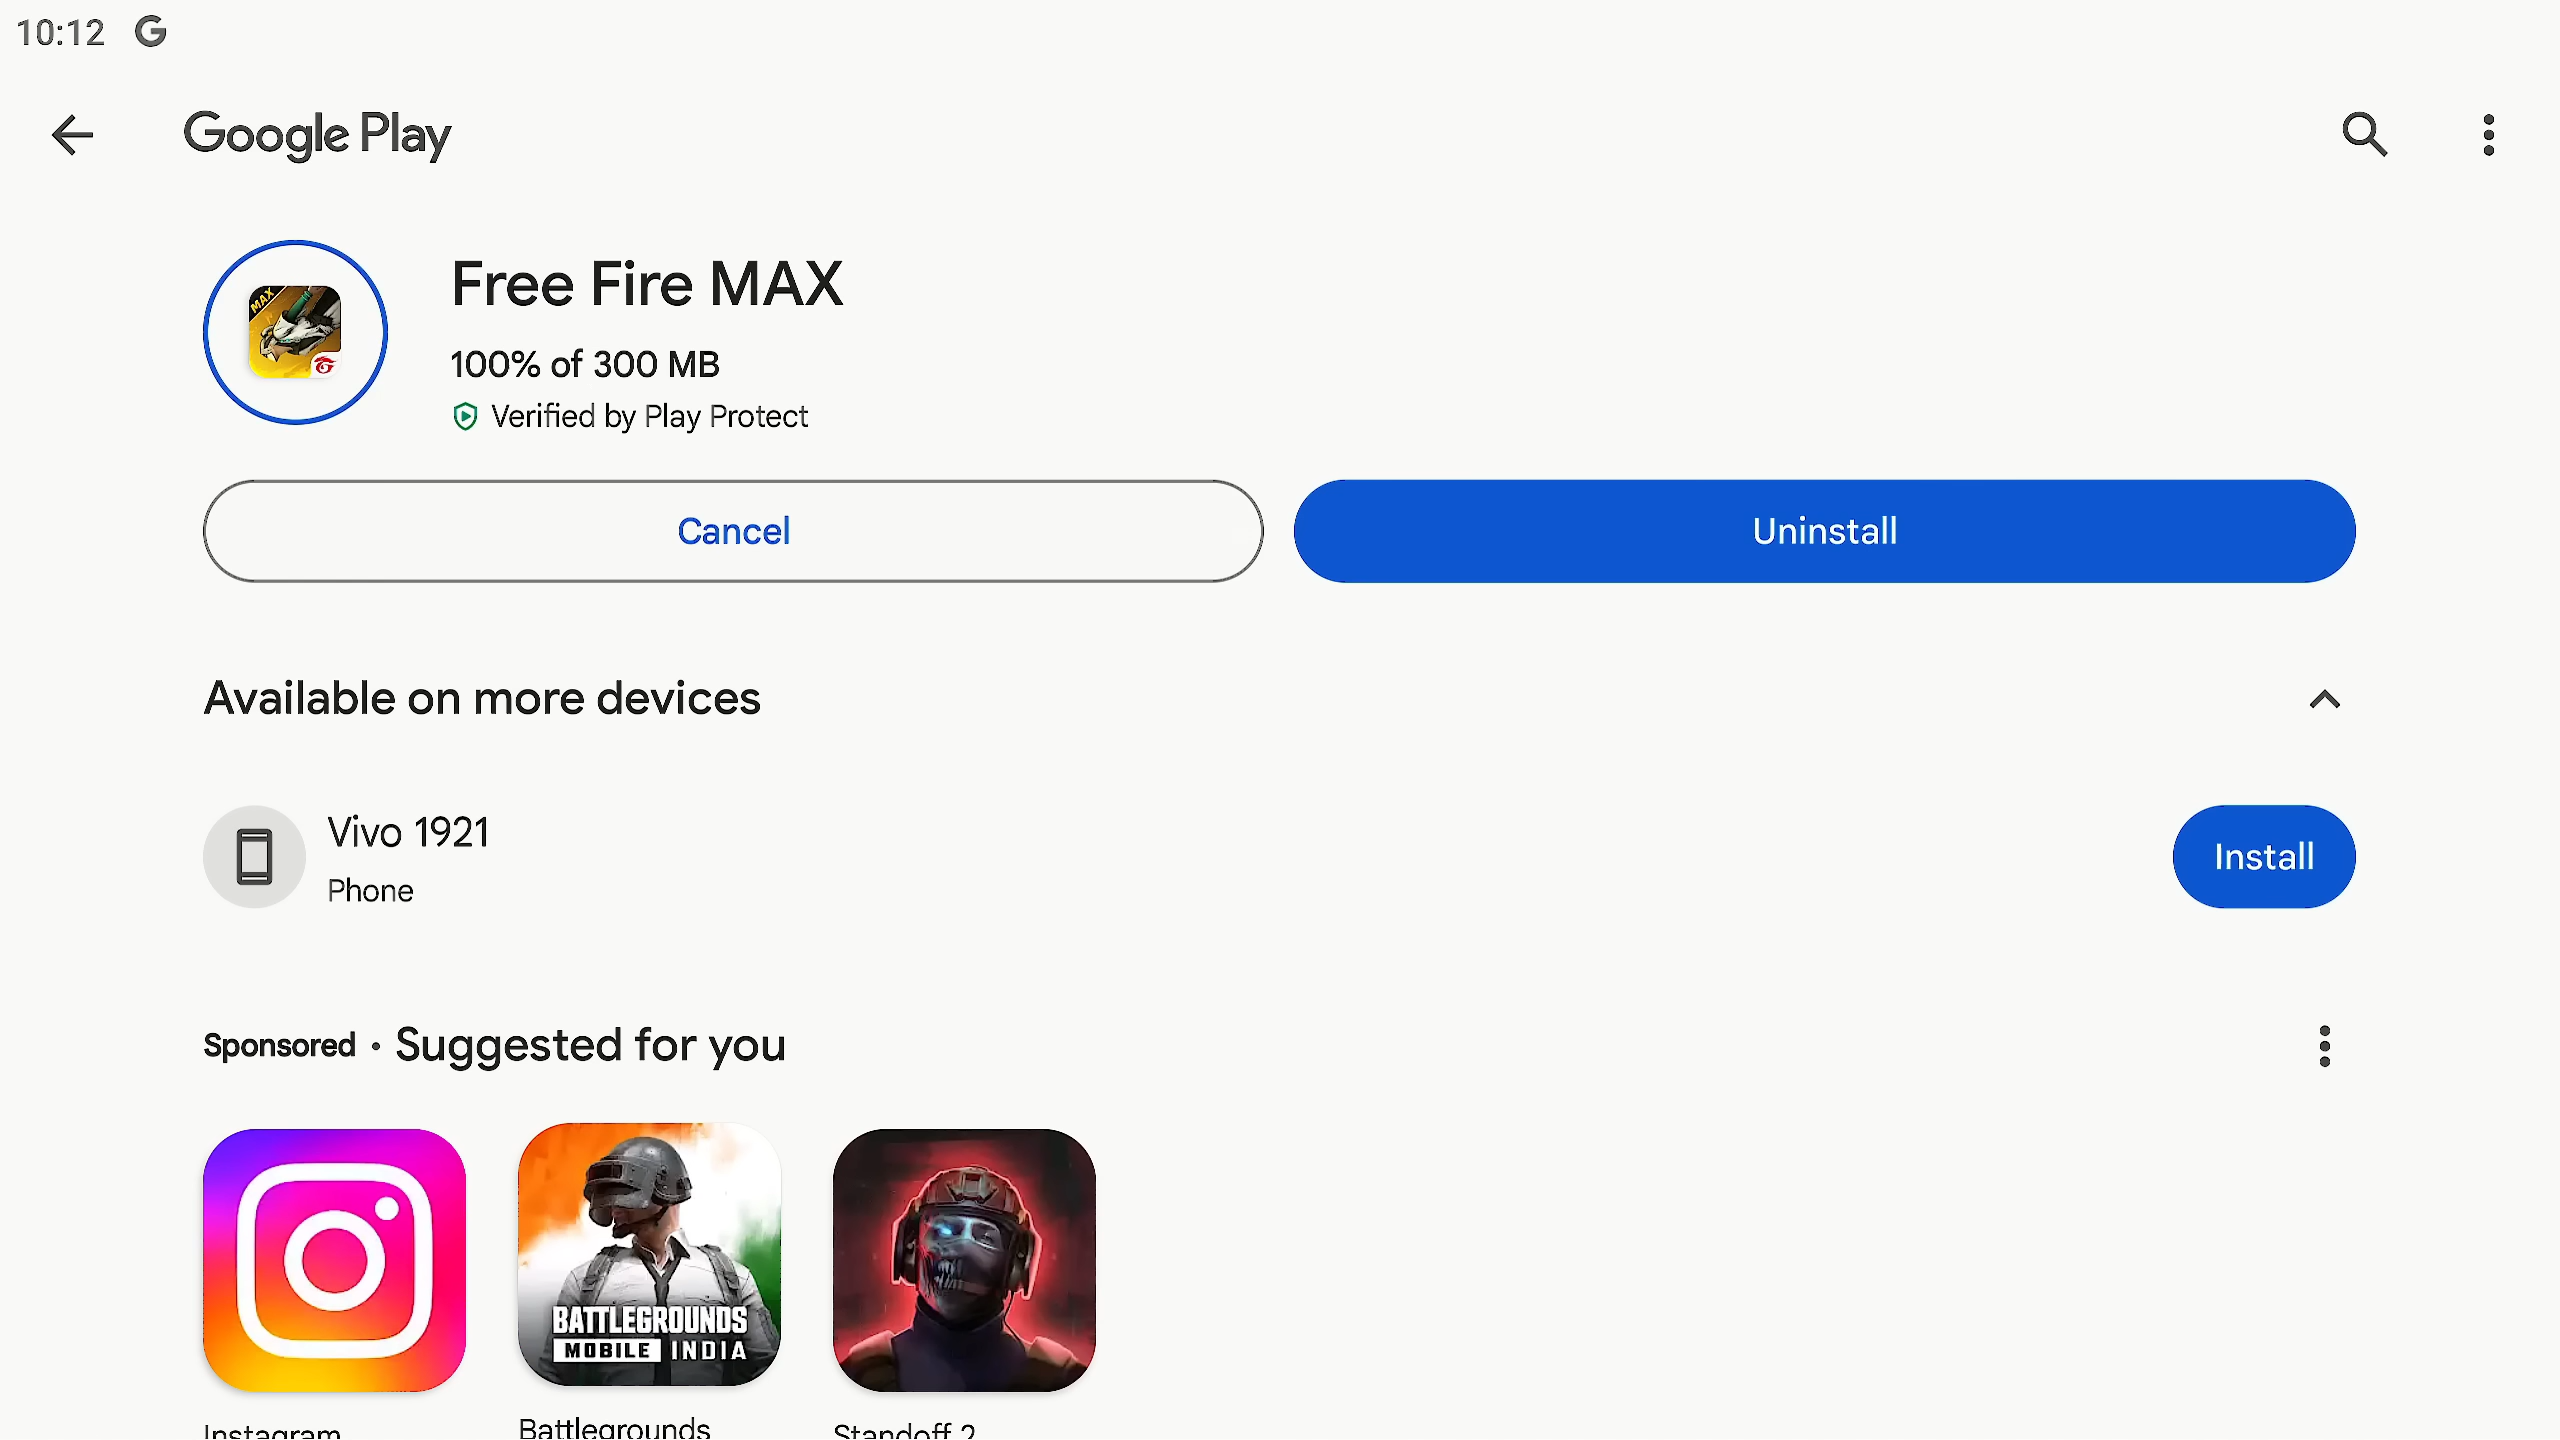 10:12 G
Google Play
MAX
Free Fire MAX
100% of 300 MB
Verified by Play Protect
Cancel
Uninstall
Available on more devices
Vivo 1921
Phone
Install
Sponsored • Suggested for you
BATTLEGROUNDS
MOBILE INDIA
Instagram
Battlegrounds
Standoff 2